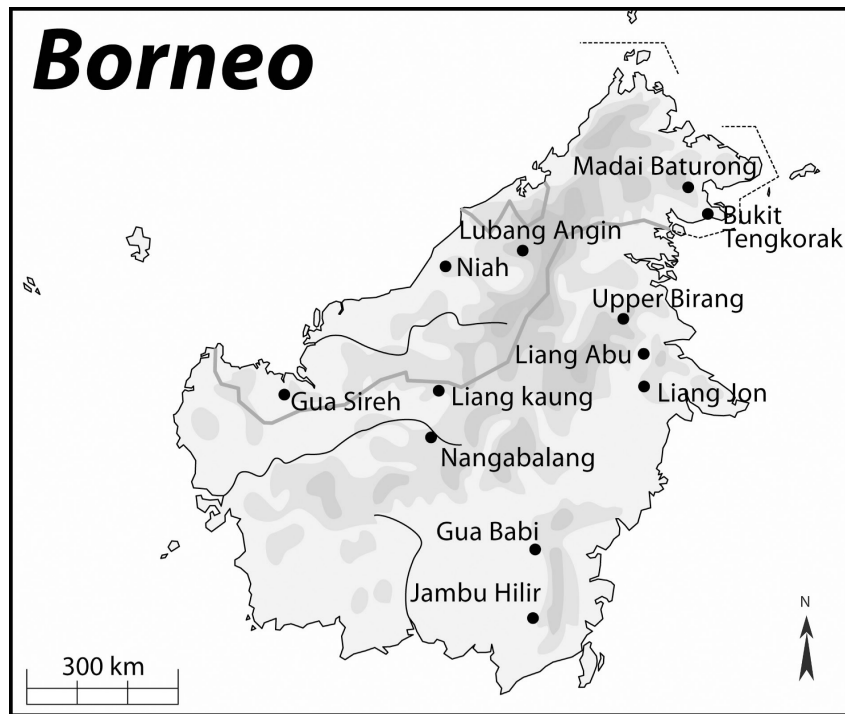 Borneo
Madai Baturong
Bukit
Tengkorak
Lubang Angin
Niah
Upper Birang
Liang Abu
Liang Jon
Gua Sireh
Liang kaung
Nangabalang
Gua Babi
Jambu Hilir
N
300 km